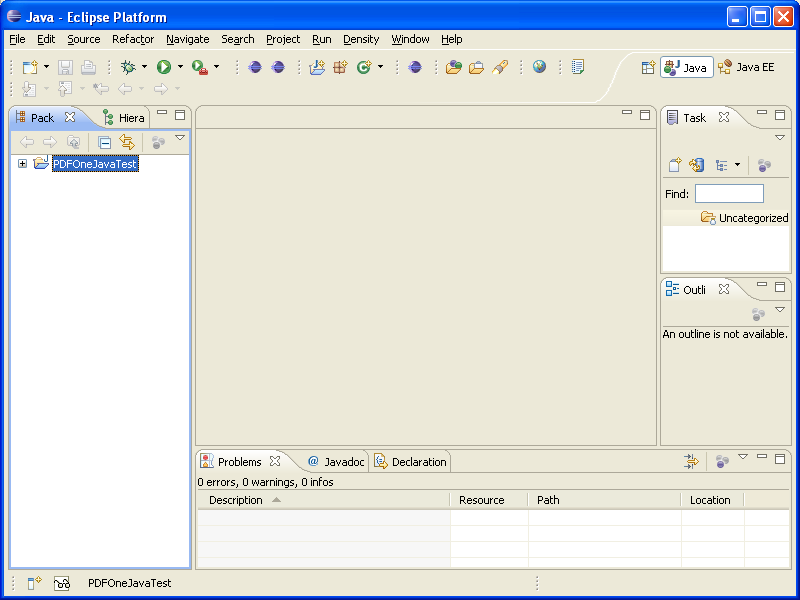 Java - Eclipse Platform
File Edit Source Refactor Navigate Search Project Run Density Window Help
Java Java EE
Pack Hiera
PDFOneJavaTest
Task
Find:
Uncategorized
Outli
An outline is not available.
Problems @ Javadoc Declaration
0 errors, 0 warnings, 0 infos
Description Resource Path Location
PDFOneJavaTest